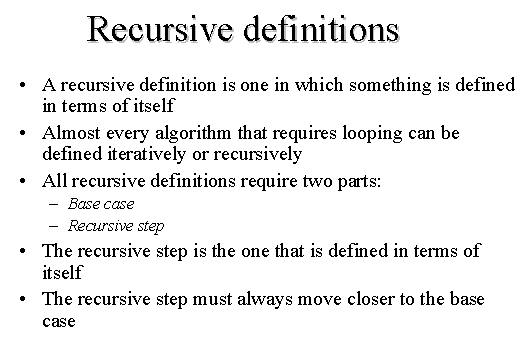 Recursive definitions
• A recursive definition is one in which something is defined
in terms of itself
• Almost every algorithm that requires looping can be
defined iteratively or recursively
• All recursive definitions require two parts:
– Base case
– Recursive step
• The recursive step is the one that is defined in terms of
itself
• The recursive step must always move closer to the base
case